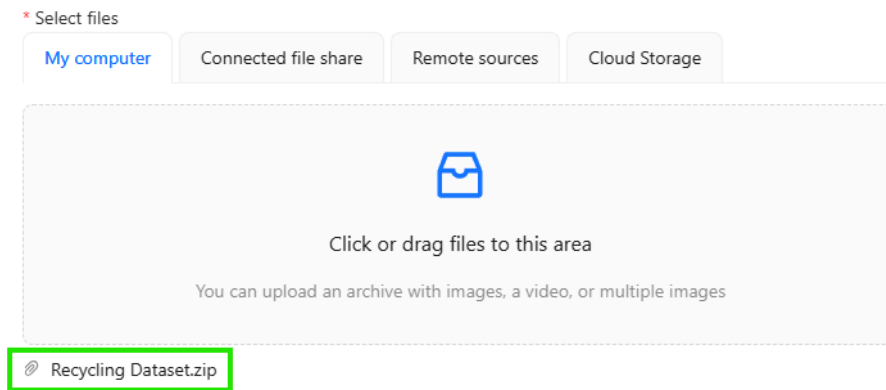 * Select files
My computer Connected file share Remote sources Cloud Storage
Click or drag files to this area
You can upload an archive with images, a video, or multiple images
Recycling Dataset.zip